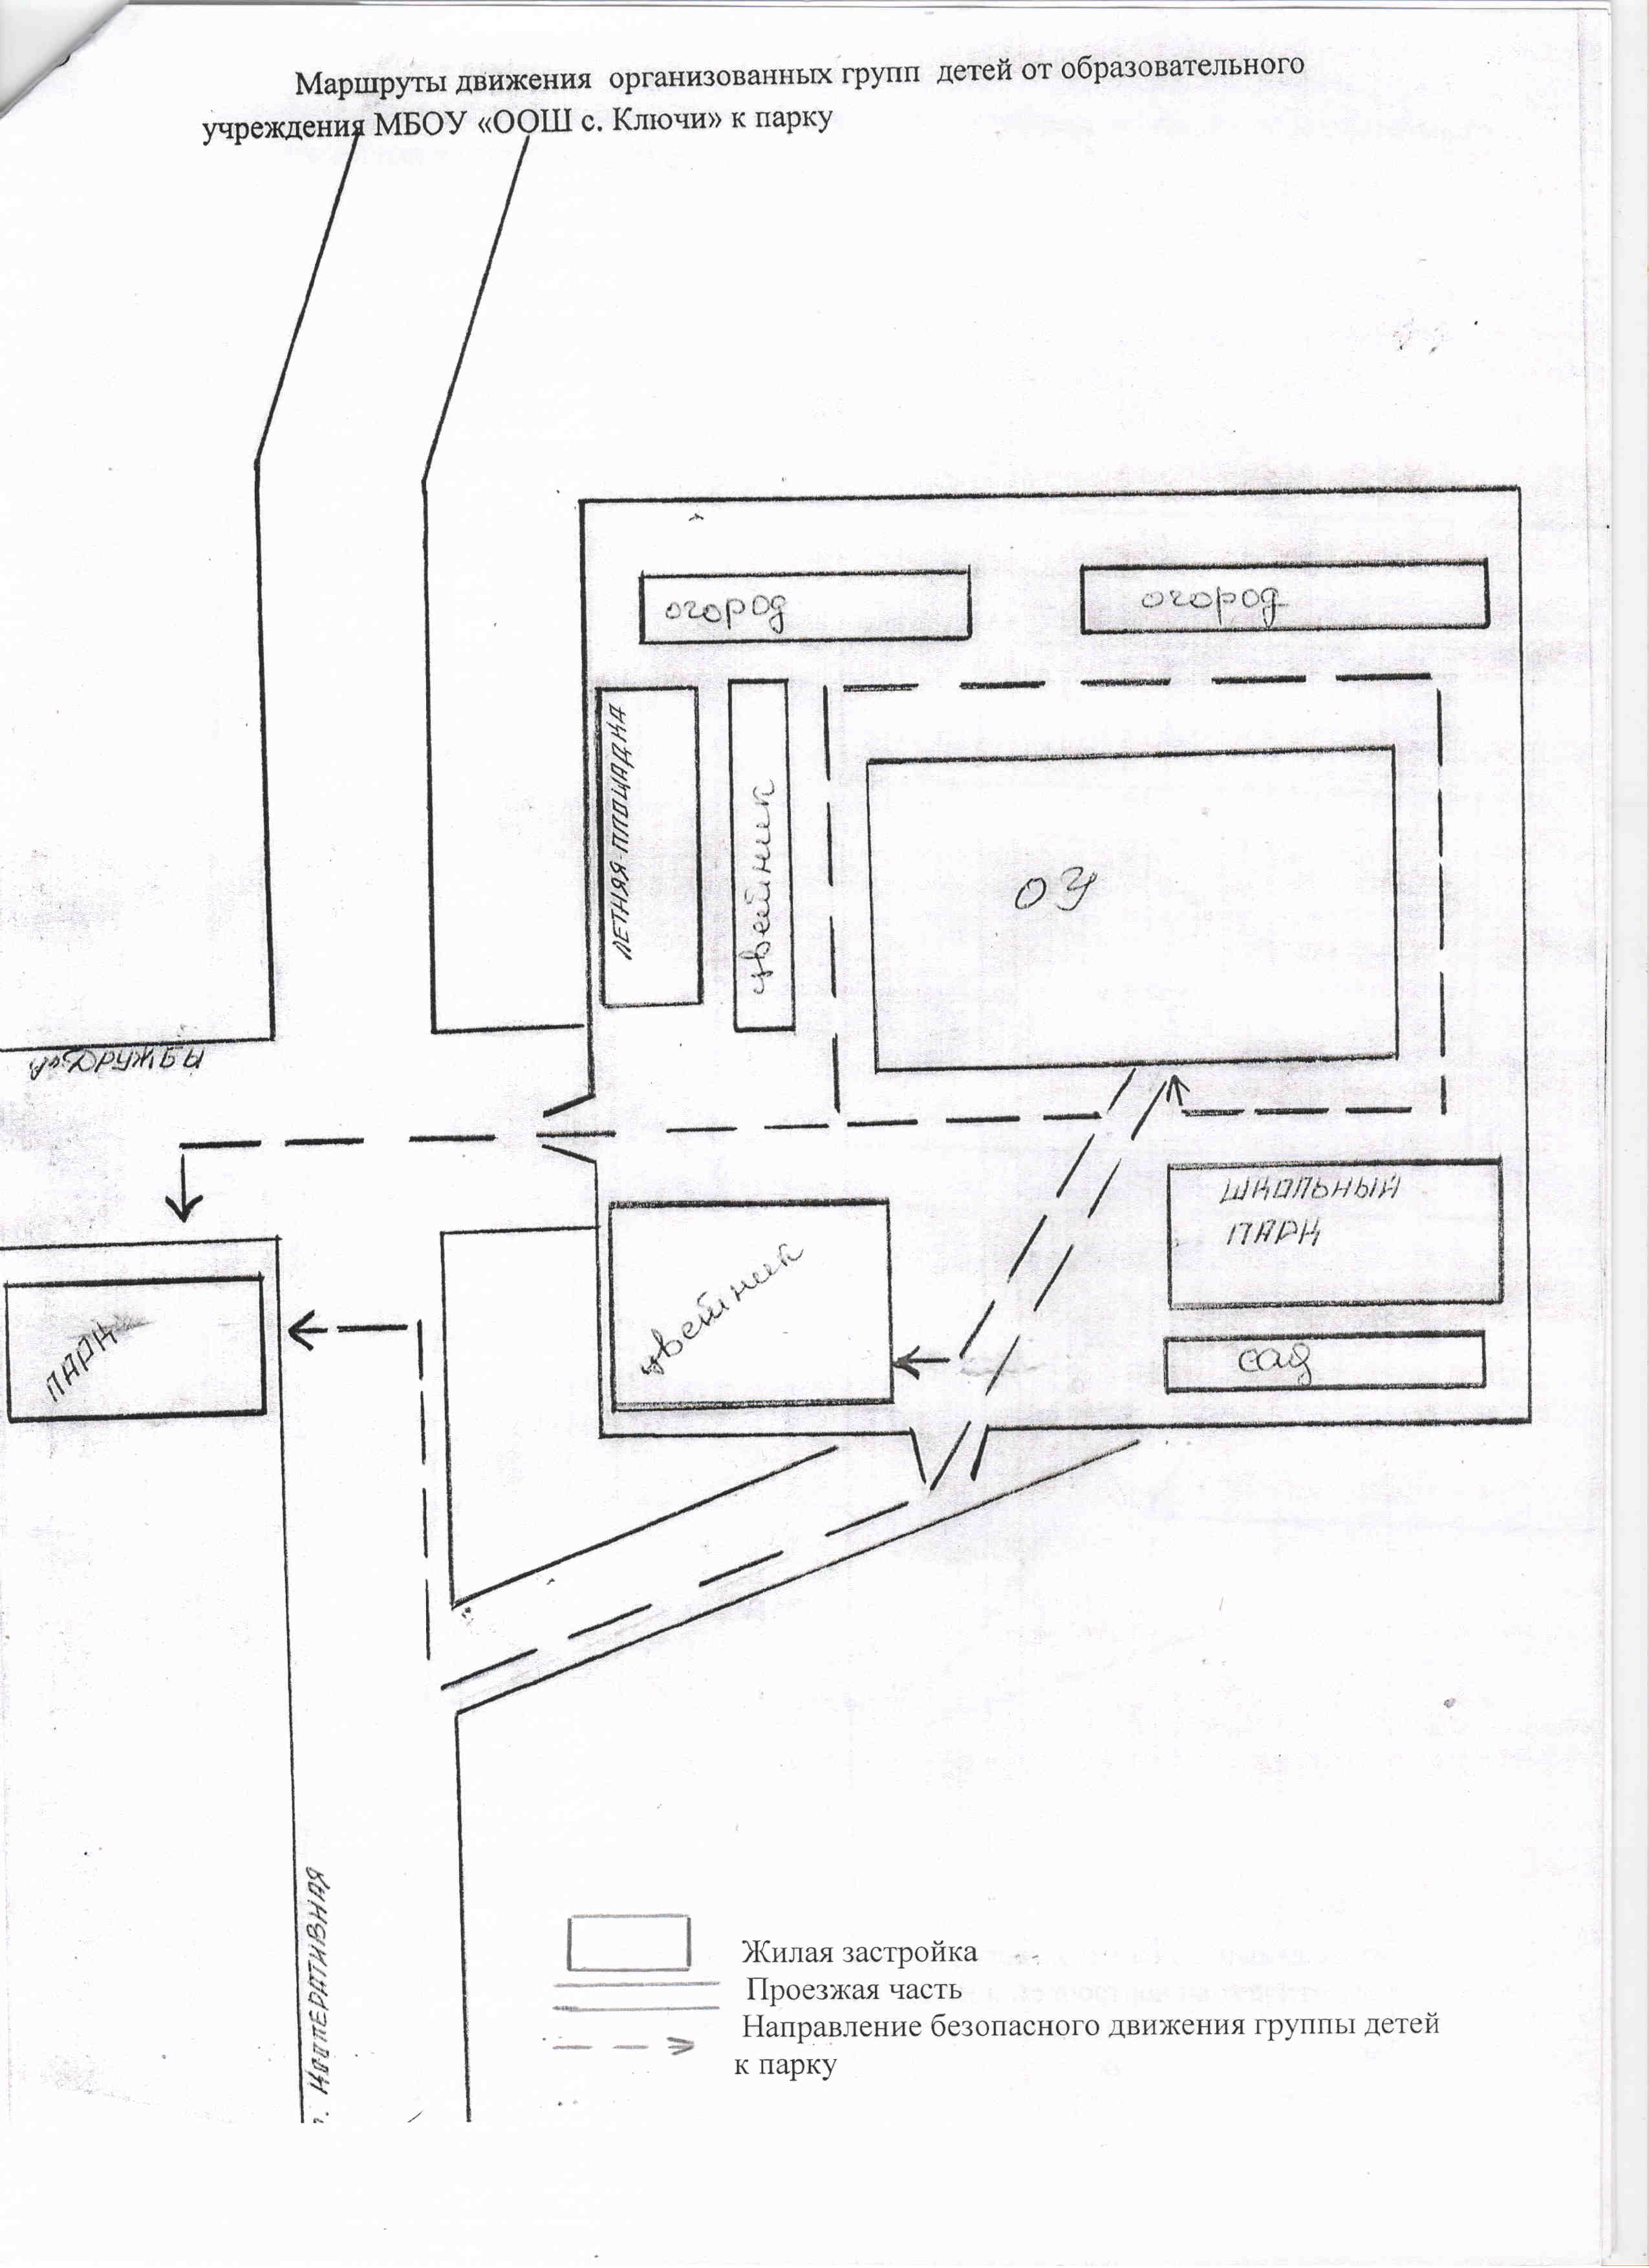 Маршруты движения организованных групп детей от образовательного
учреждения МБОУ «ООШ с. Ключи» к парку
огород
огород
ЛЕТНЯЯ ПЛОЩАДКА
цветник
ОУ
ул. ДРУЖБЫ
ШКОЛЬНЫЙ
ПАРК
цветник
сад
ПАРК
КООПЕРАТИВНАЯ
Жилая застройка
Проезжая часть
Направление безопасного движения группы детей
к парку